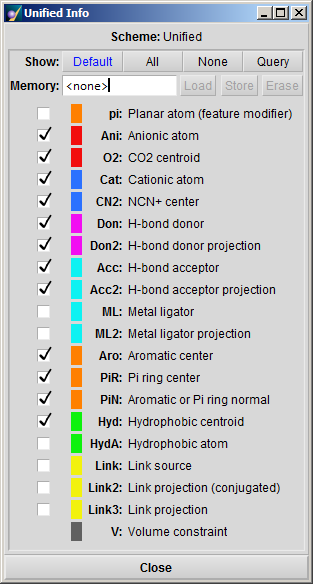 Unified Info
Scheme: Unified
Show: Default All None Query
Memory: <none> Load Store Erase
pi: Planar atom (feature modifier)
Ani: Anionic atom
O2: CO2 centroid
Cat: Cationic atom
CN2: NCN+ center
Don: H-bond donor
Don2: H-bond donor projection
Acc: H-bond acceptor
Acc2: H-bond acceptor projection
ML: Metal ligator
ML2: Metal ligator projection
Aro: Aromatic center
PiR: Pi ring center
PiN: Aromatic or Pi ring normal
Hyd: Hydrophobic centroid
HydA: Hydrophobic atom
Link: Link source
Link2: Link projection (conjugated)
Link3: Link projection
V: Volume constraint
Close